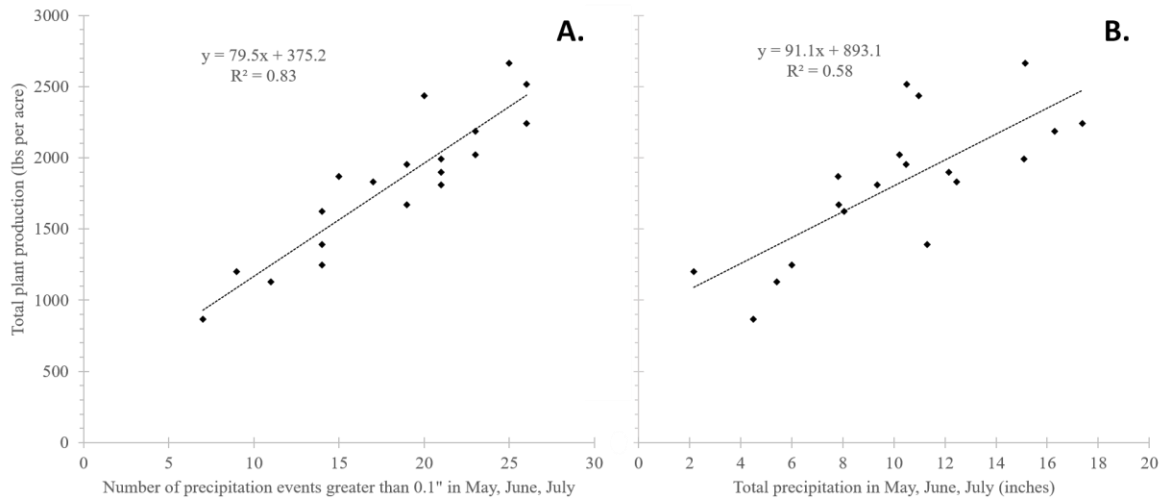 A.
B.
y = 79.5x + 375.2
R² = 0.83
y = 91.1x + 893.1
R² = 0.58
Total plant production (lbs per acre)
3000
2500
2000
1500
1000
500
0
0 5 10 15 20 25 30
0 2 4 6 8 10 12 14 16 18 20
Number of precipitation events greater than 0.1" in May, June, July
Total precipitation in May, June, July (inches)